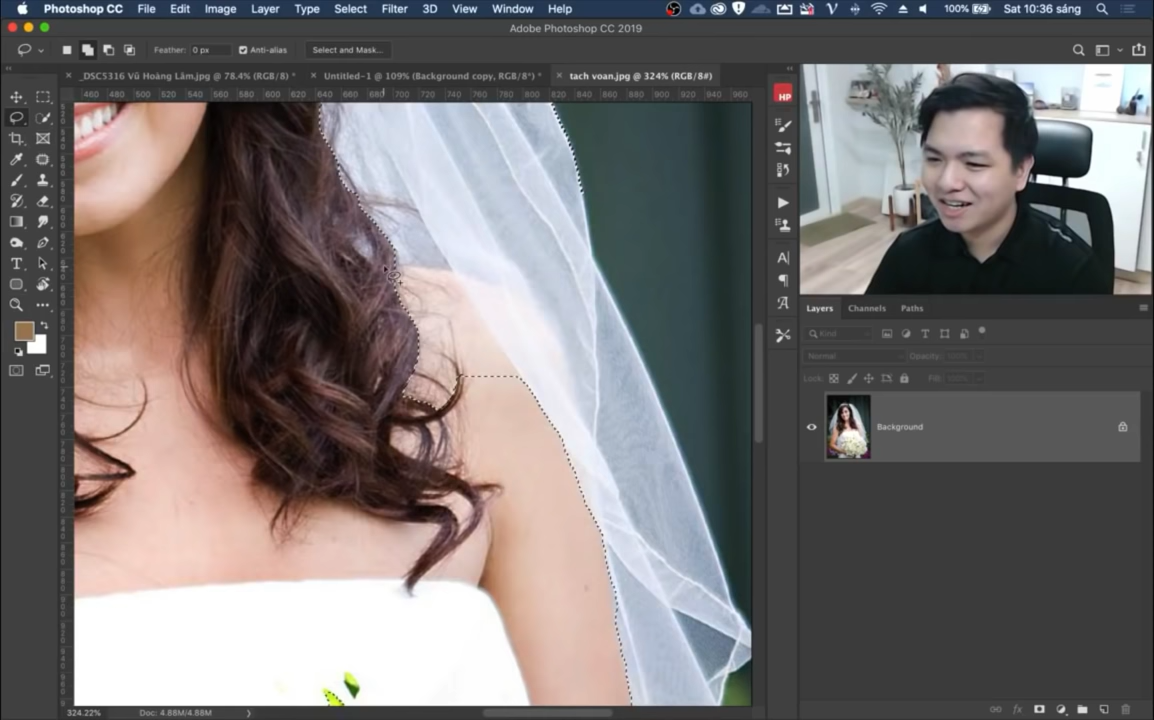 Photoshop CC File Edit Image Layer Type Select Filter 3D View Window Help 100% Sat 10:36 sáng
Adobe Photoshop CC 2019
Feather: 0 px Anti-alias Select and Mask...
_DSC5316 Vũ Hoàng Lâm.jpg @ 78.4% (RGB/8) * Untitled-1 @ 109% (Background copy, RGB/8*) * tach voan.jpg @ 324% (RGB/8#)
460 480 500 520 540 560 580 600 620 640 660 680 700 720 740 760 780 800 820 840 860 880 900 920 940 960
HP
Layers Channels Paths
Kind
Normal Opacity: 100%
Lock: Fill: 100%
Background
324.22% Doc: 4.88M/4.88M